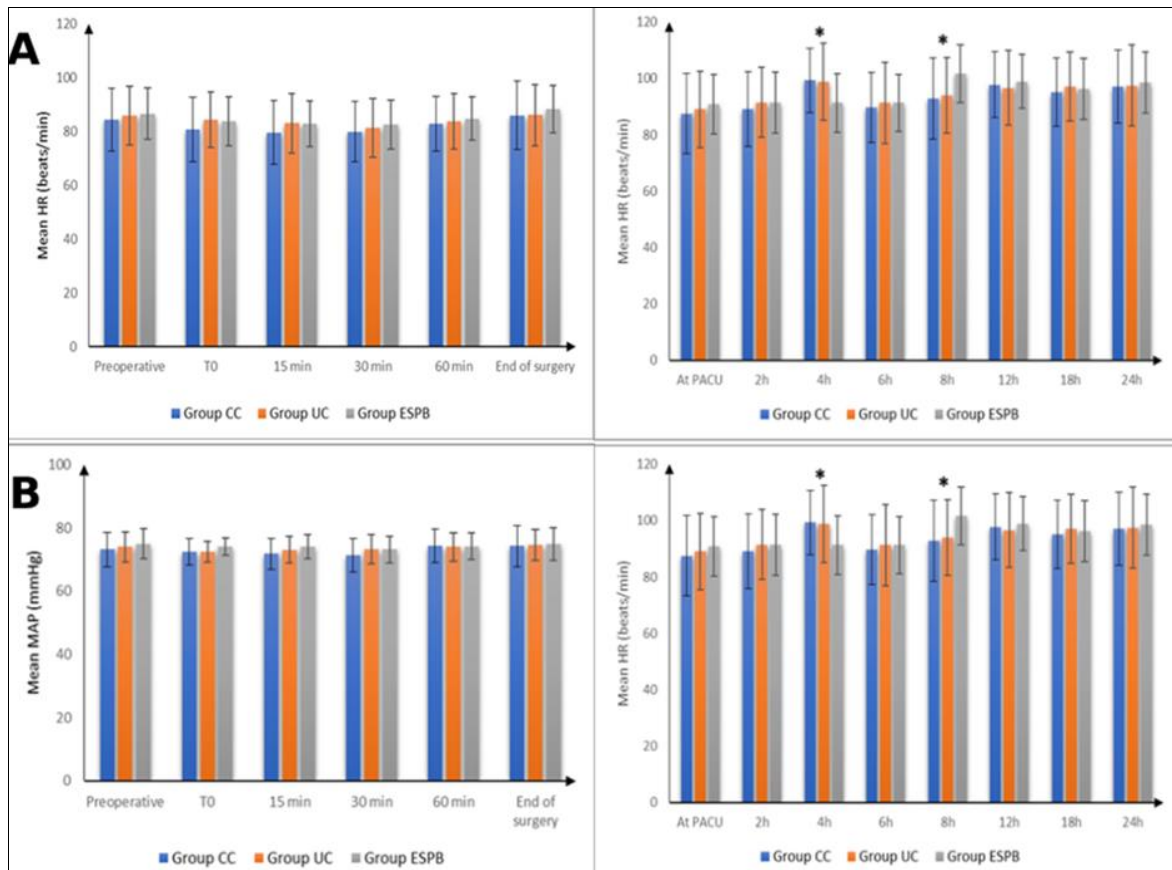 A
Mean HR (beats/min)
120
100
80
60
40
20
0
Preoperative T0 15 min 30 min 60 min End of surgery
Group CC Group UC Group ESPB
Mean HR (beats/min)
120
100
80
60
40
20
0
* *
At PACU 2h 4h 6h 8h 12h 18h 24h
Group CC Group UC Group ESPB
B
Mean MAP (mmHg)
100
80
60
40
20
0
Preoperative T0 15 min 30 min 60 min End of
surgery
Group CC Group UC Group ESPB
Mean HR (beats/min)
120
100
80
60
40
20
0
* *
At PACU 2h 4h 6h 8h 12h 18h 24h
Group CC Group UC Group ESPB